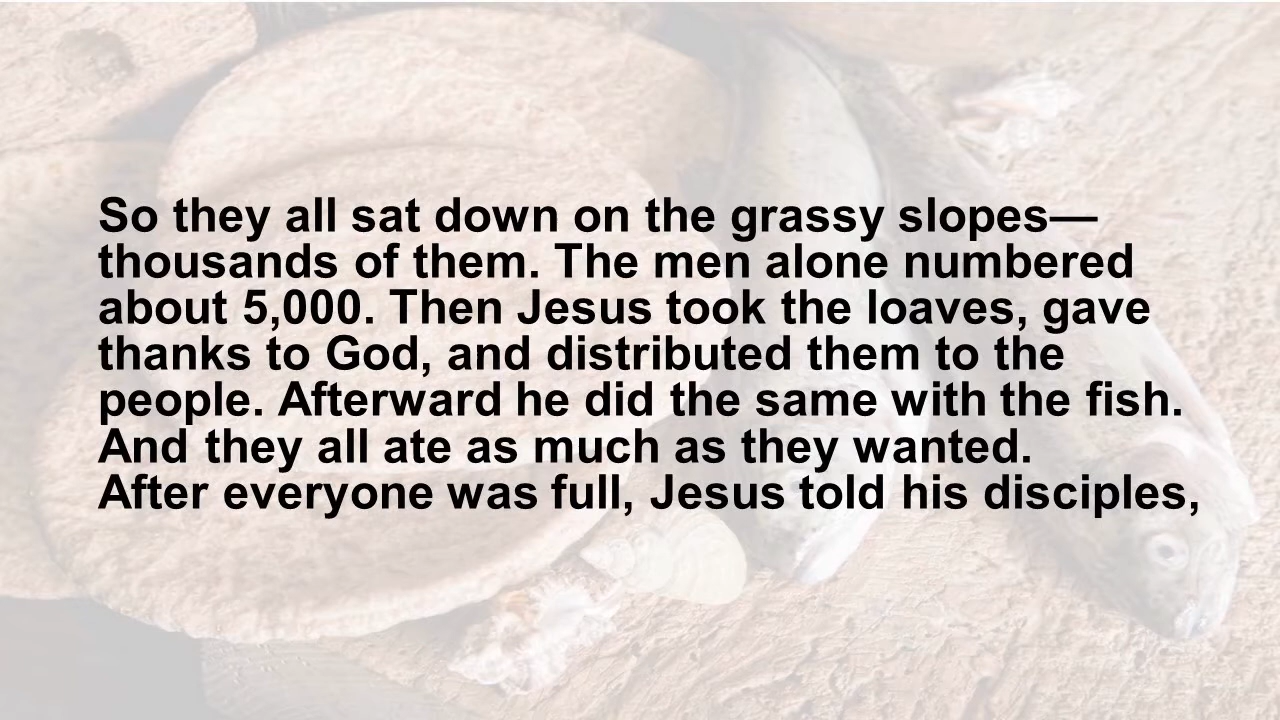 So they all sat down on the grassy slopes—
thousands of them. The men alone numbered
about 5,000. Then Jesus took the loaves, gave
thanks to God, and distributed them to the
people. Afterward he did the same with the fish.
And they all ate as much as they wanted.
After everyone was full, Jesus told his disciples,